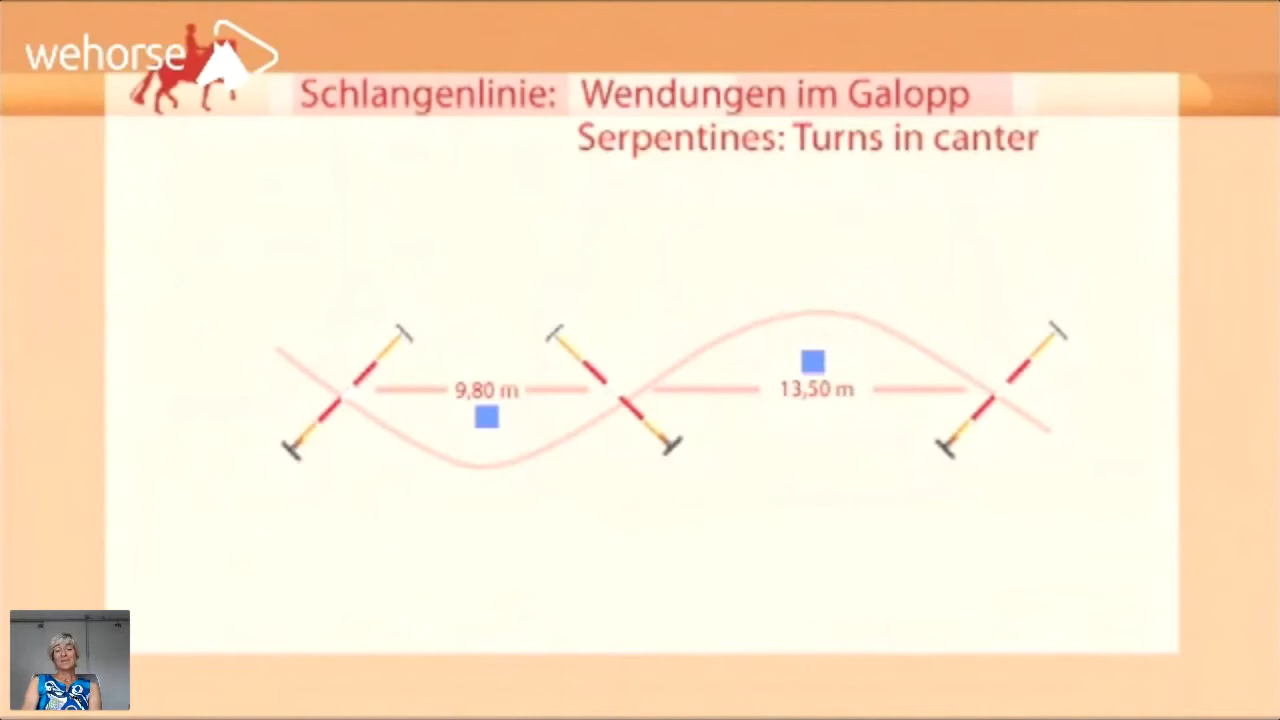 wehorse
Schlangenlinie: Wendungen im Galopp
Serpentines: Turns in canter
9,80 m
13,50 m